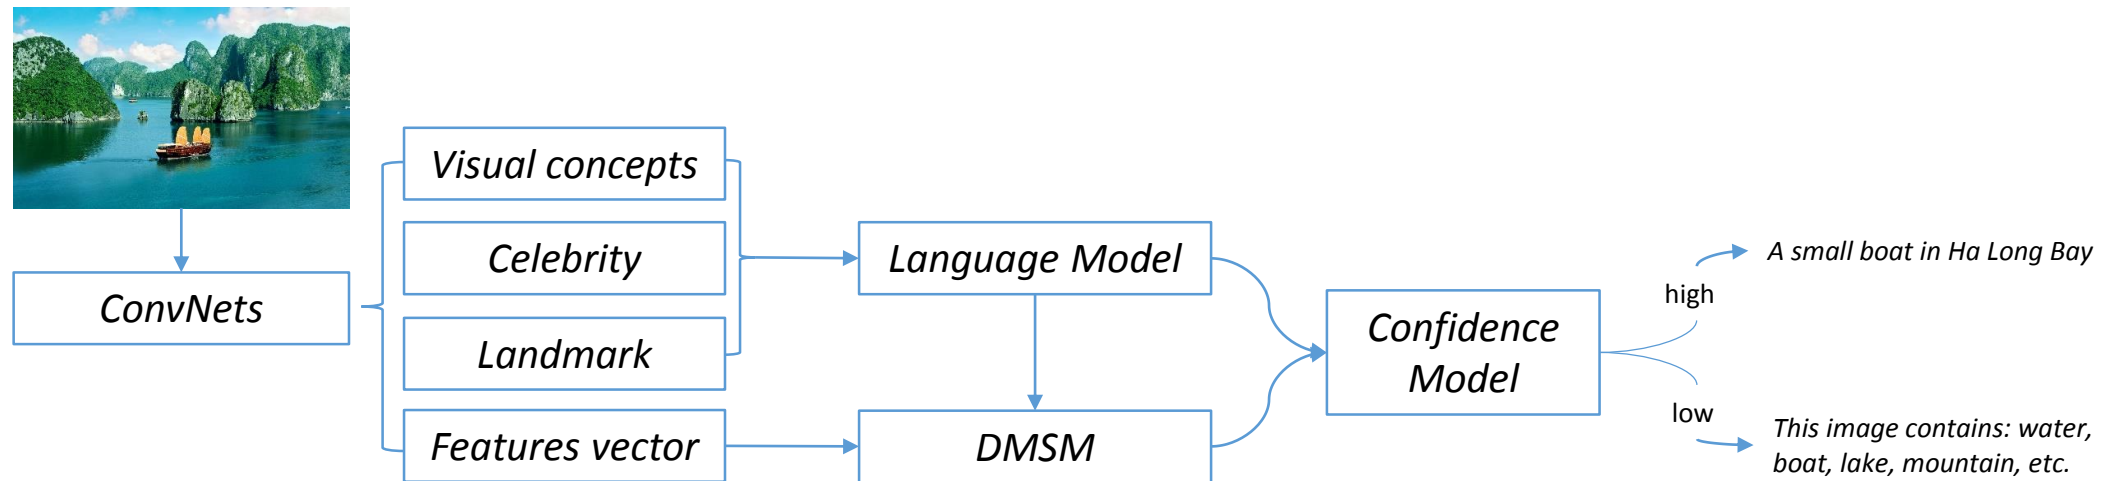 ConvNets
Visual concepts
Celebrity
Landmark
Features vector
Language Model
DMSM
Confidence
Model
high
A small boat in Ha Long Bay
low
This image contains: water,
boat, lake, mountain, etc.